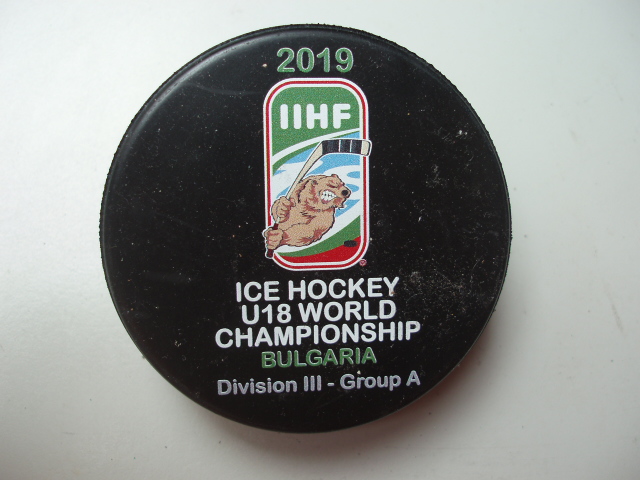 2019
IIHF
ICE HOCKEY
U18 WORLD
CHAMPIONSHIP
BULGARIA
Division III - Group A